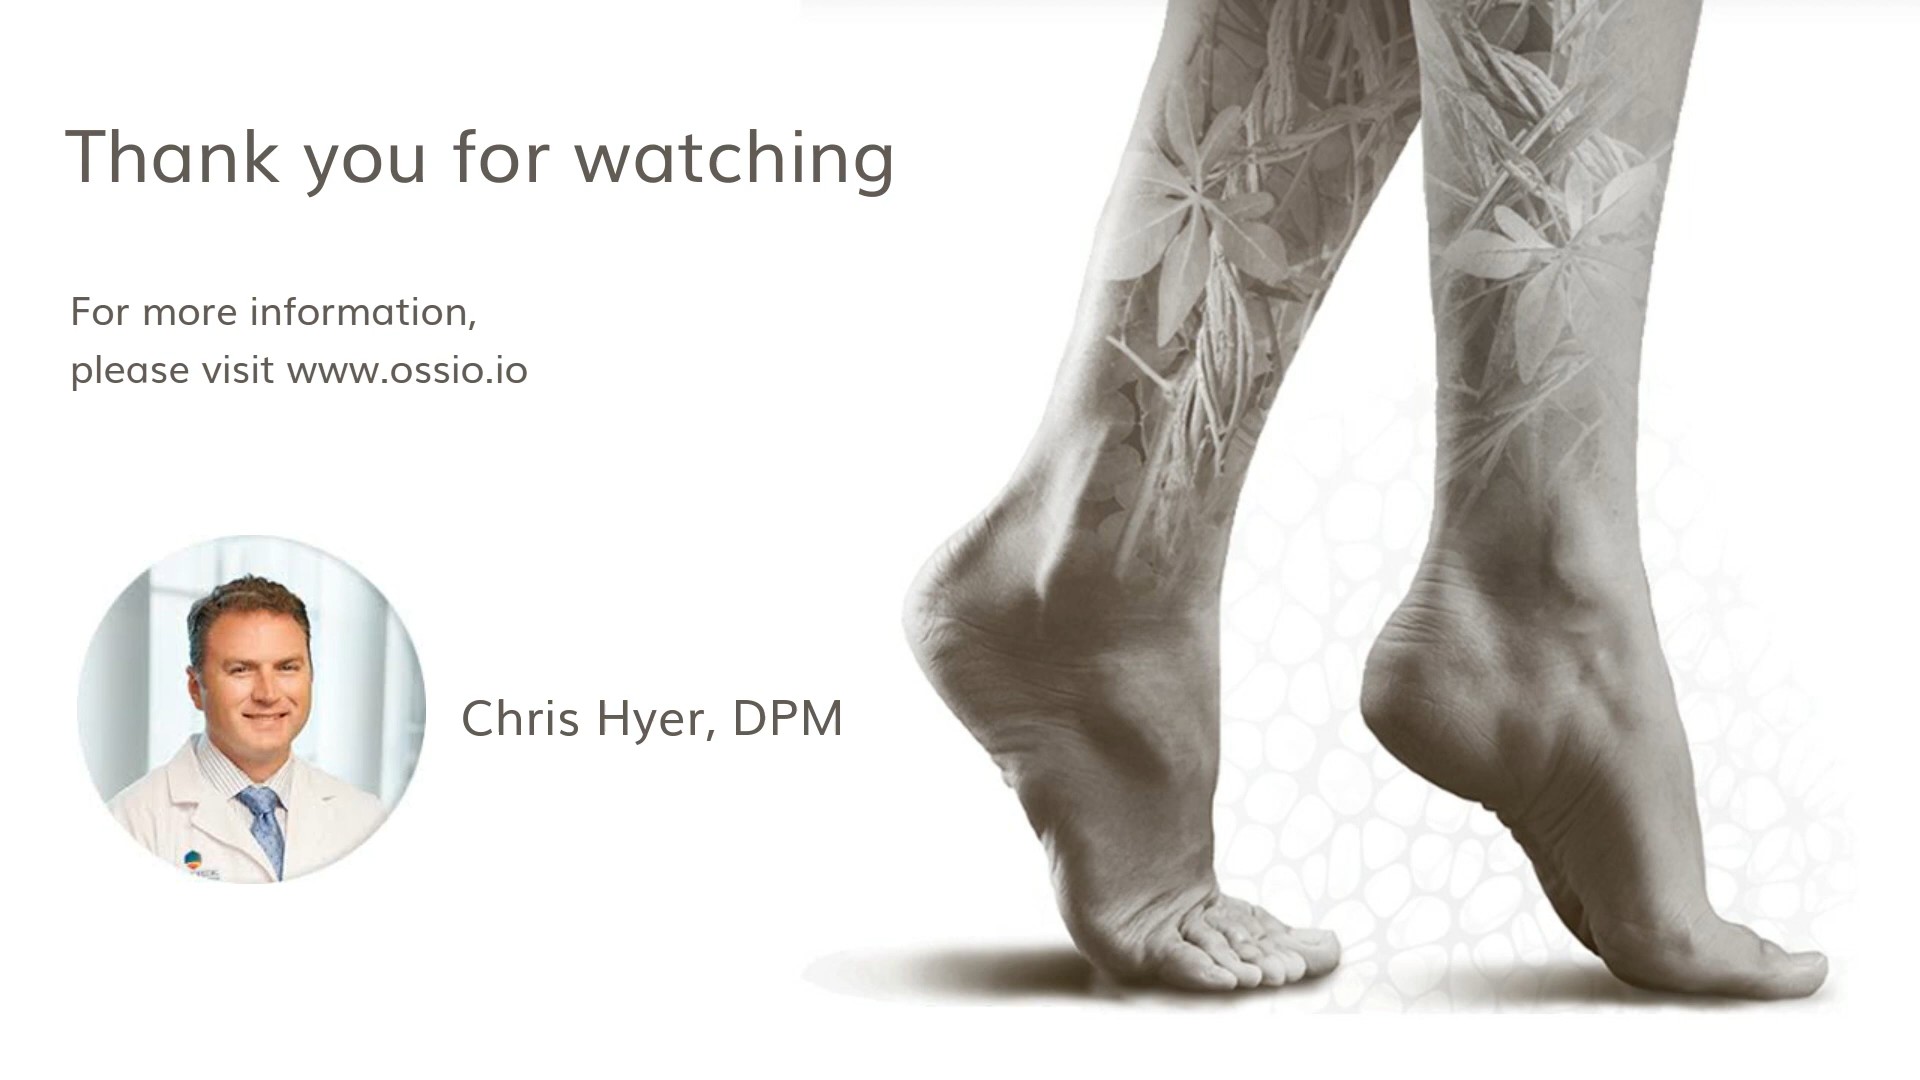 Thank you for watching
For more information,
please visit www.ossio.io
Chris Hyer, DPM